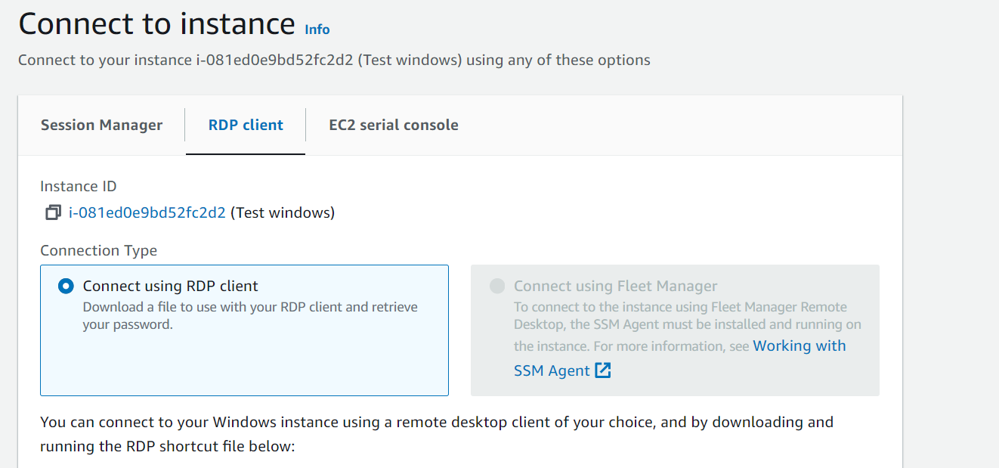 Connect to instance Info
Connect to your instance i-081ed0e9bd52fc2d2 (Test windows) using any of these options
Session Manager
RDP client
EC2 serial console
Instance ID
i-081ed0e9bd52fc2d2 (Test windows)
Connection Type
Connect using RDP client
Download a file to use with your RDP client and retrieve
your password.
Connect using Fleet Manager
To connect to the instance using Fleet Manager Remote
Desktop, the SSM Agent must be installed and running on
the instance. For more information, see Working with
SSM Agent
You can connect to your Windows instance using a remote desktop client of your choice, and by downloading and
running the RDP shortcut file below: